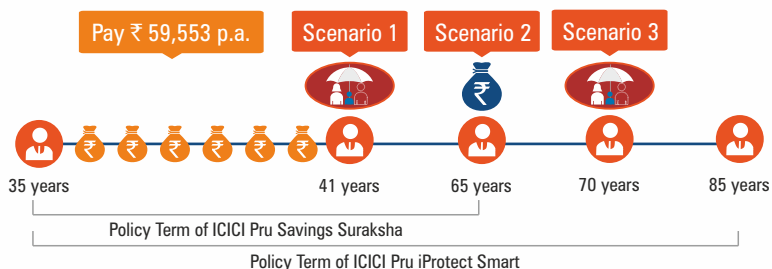 Pay ₹ 59,553 p.a.
Scenario 1
Scenario 2
Scenario 3
₹
₹ ₹ ₹ ₹ ₹ ₹
35 years
41 years
65 years
70 years
85 years
Policy Term of ICICI Pru Savings Suraksha
Policy Term of ICICI Pru iProtect Smart